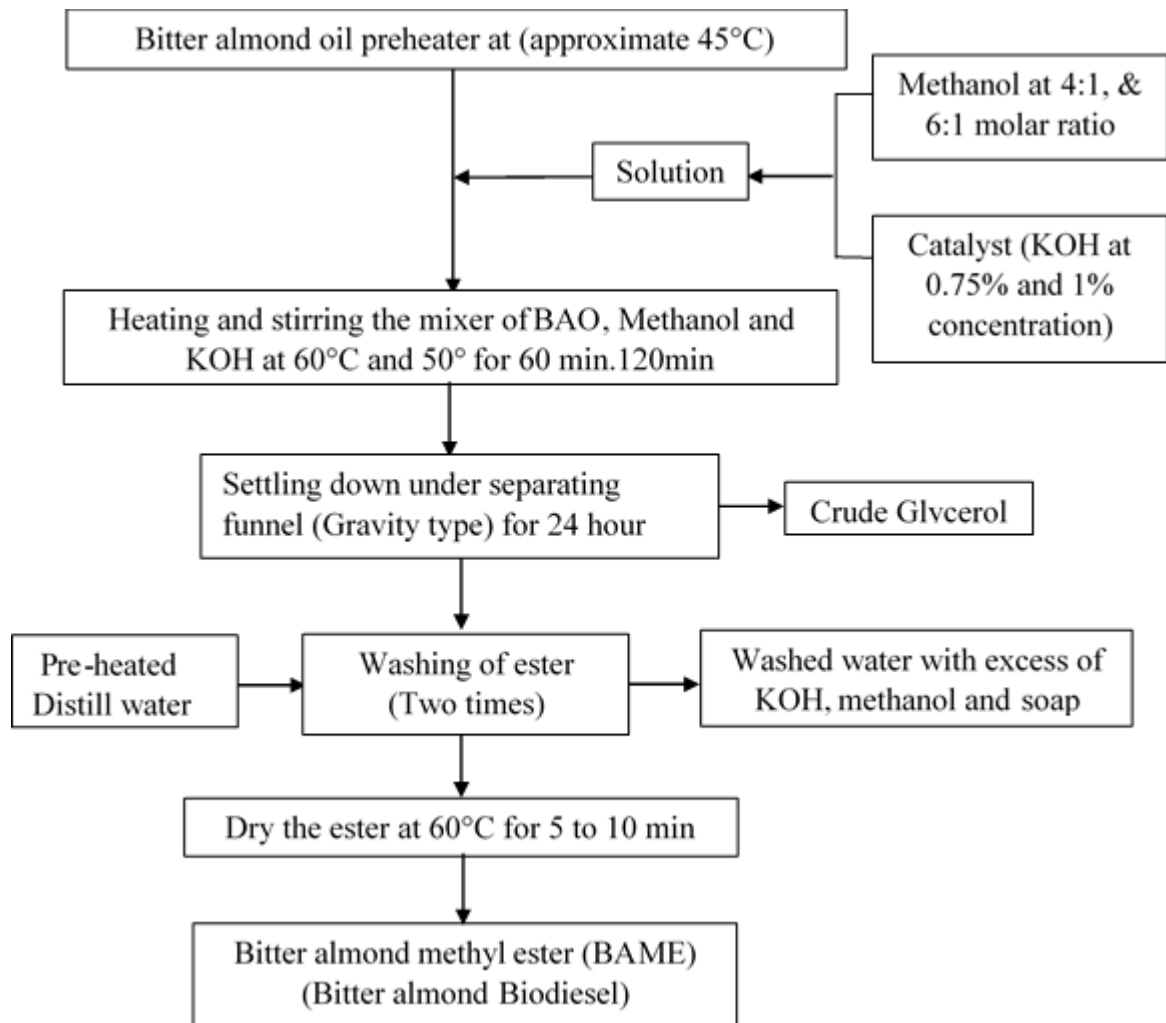 Bitter almond oil preheater at (approximate 45°C)
Methanol at 4:1, &
6:1 molar ratio
Solution
Catalyst (KOH at
0.75% and 1%
concentration)
Heating and stirring the mixer of BAO, Methanol and
KOH at 60°C and 50° for 60 min.120min
Settling down under separating
funnel (Gravity type) for 24 hour
Crude Glvcerol
Pre-heated
Distill water
Washing of ester
(Two times)
Washed water with excess of
KOH, methanol and soap
Dry the ester at 60°C for 5 to 10 min
Bitter almond methyl ester (BAME)
(Bitter almond Biodiesel)